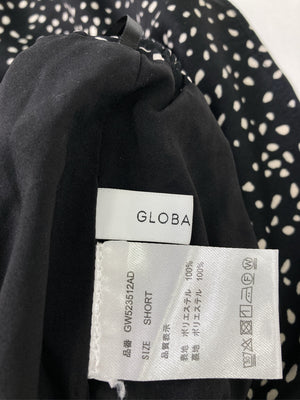 GLOBA
品番 GW523512AD
SIZE SHORT
品質表示
表地 ポリエステル 100%
裏地 ポリエステル 100%